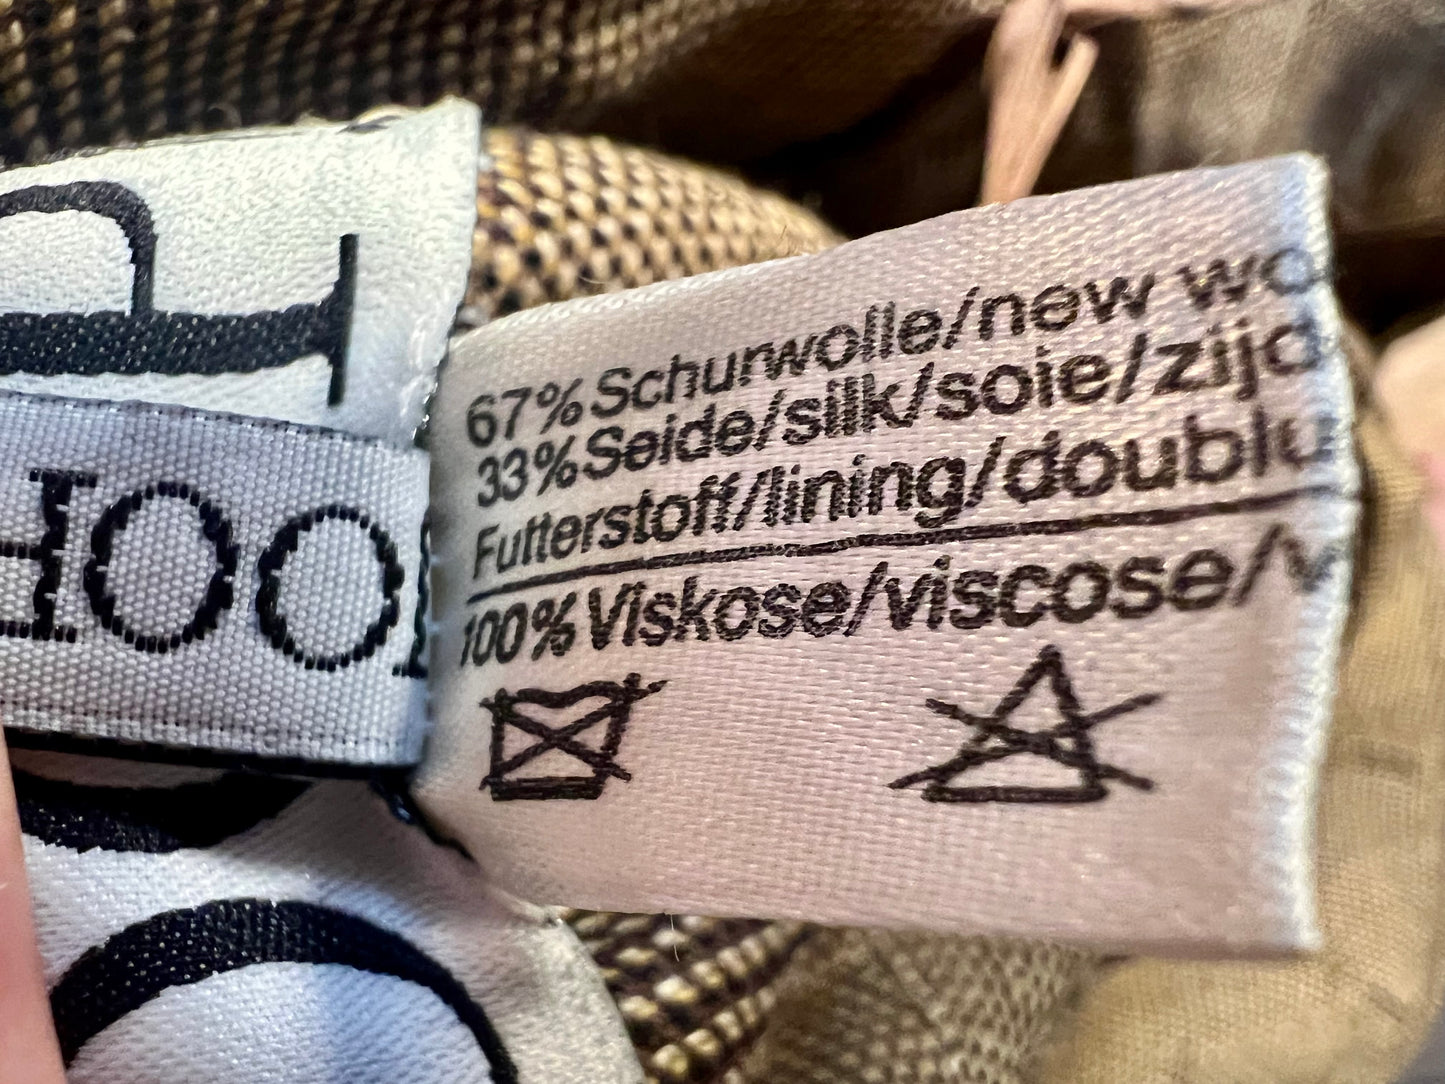 67% Schurwolle/new wo
33% Seide/silk/soie/zijd
Futterstoff/lining/doublu
100% Viskose/viscose/v